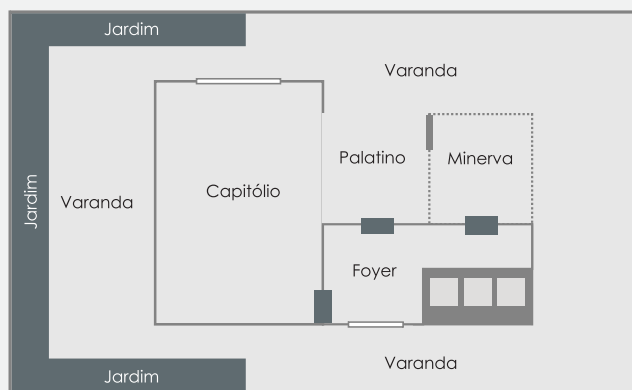 Jardim
Varanda
Palatino
Minerva
Capitólio
Varanda
Jardim
Foyer
Varanda
Jardim